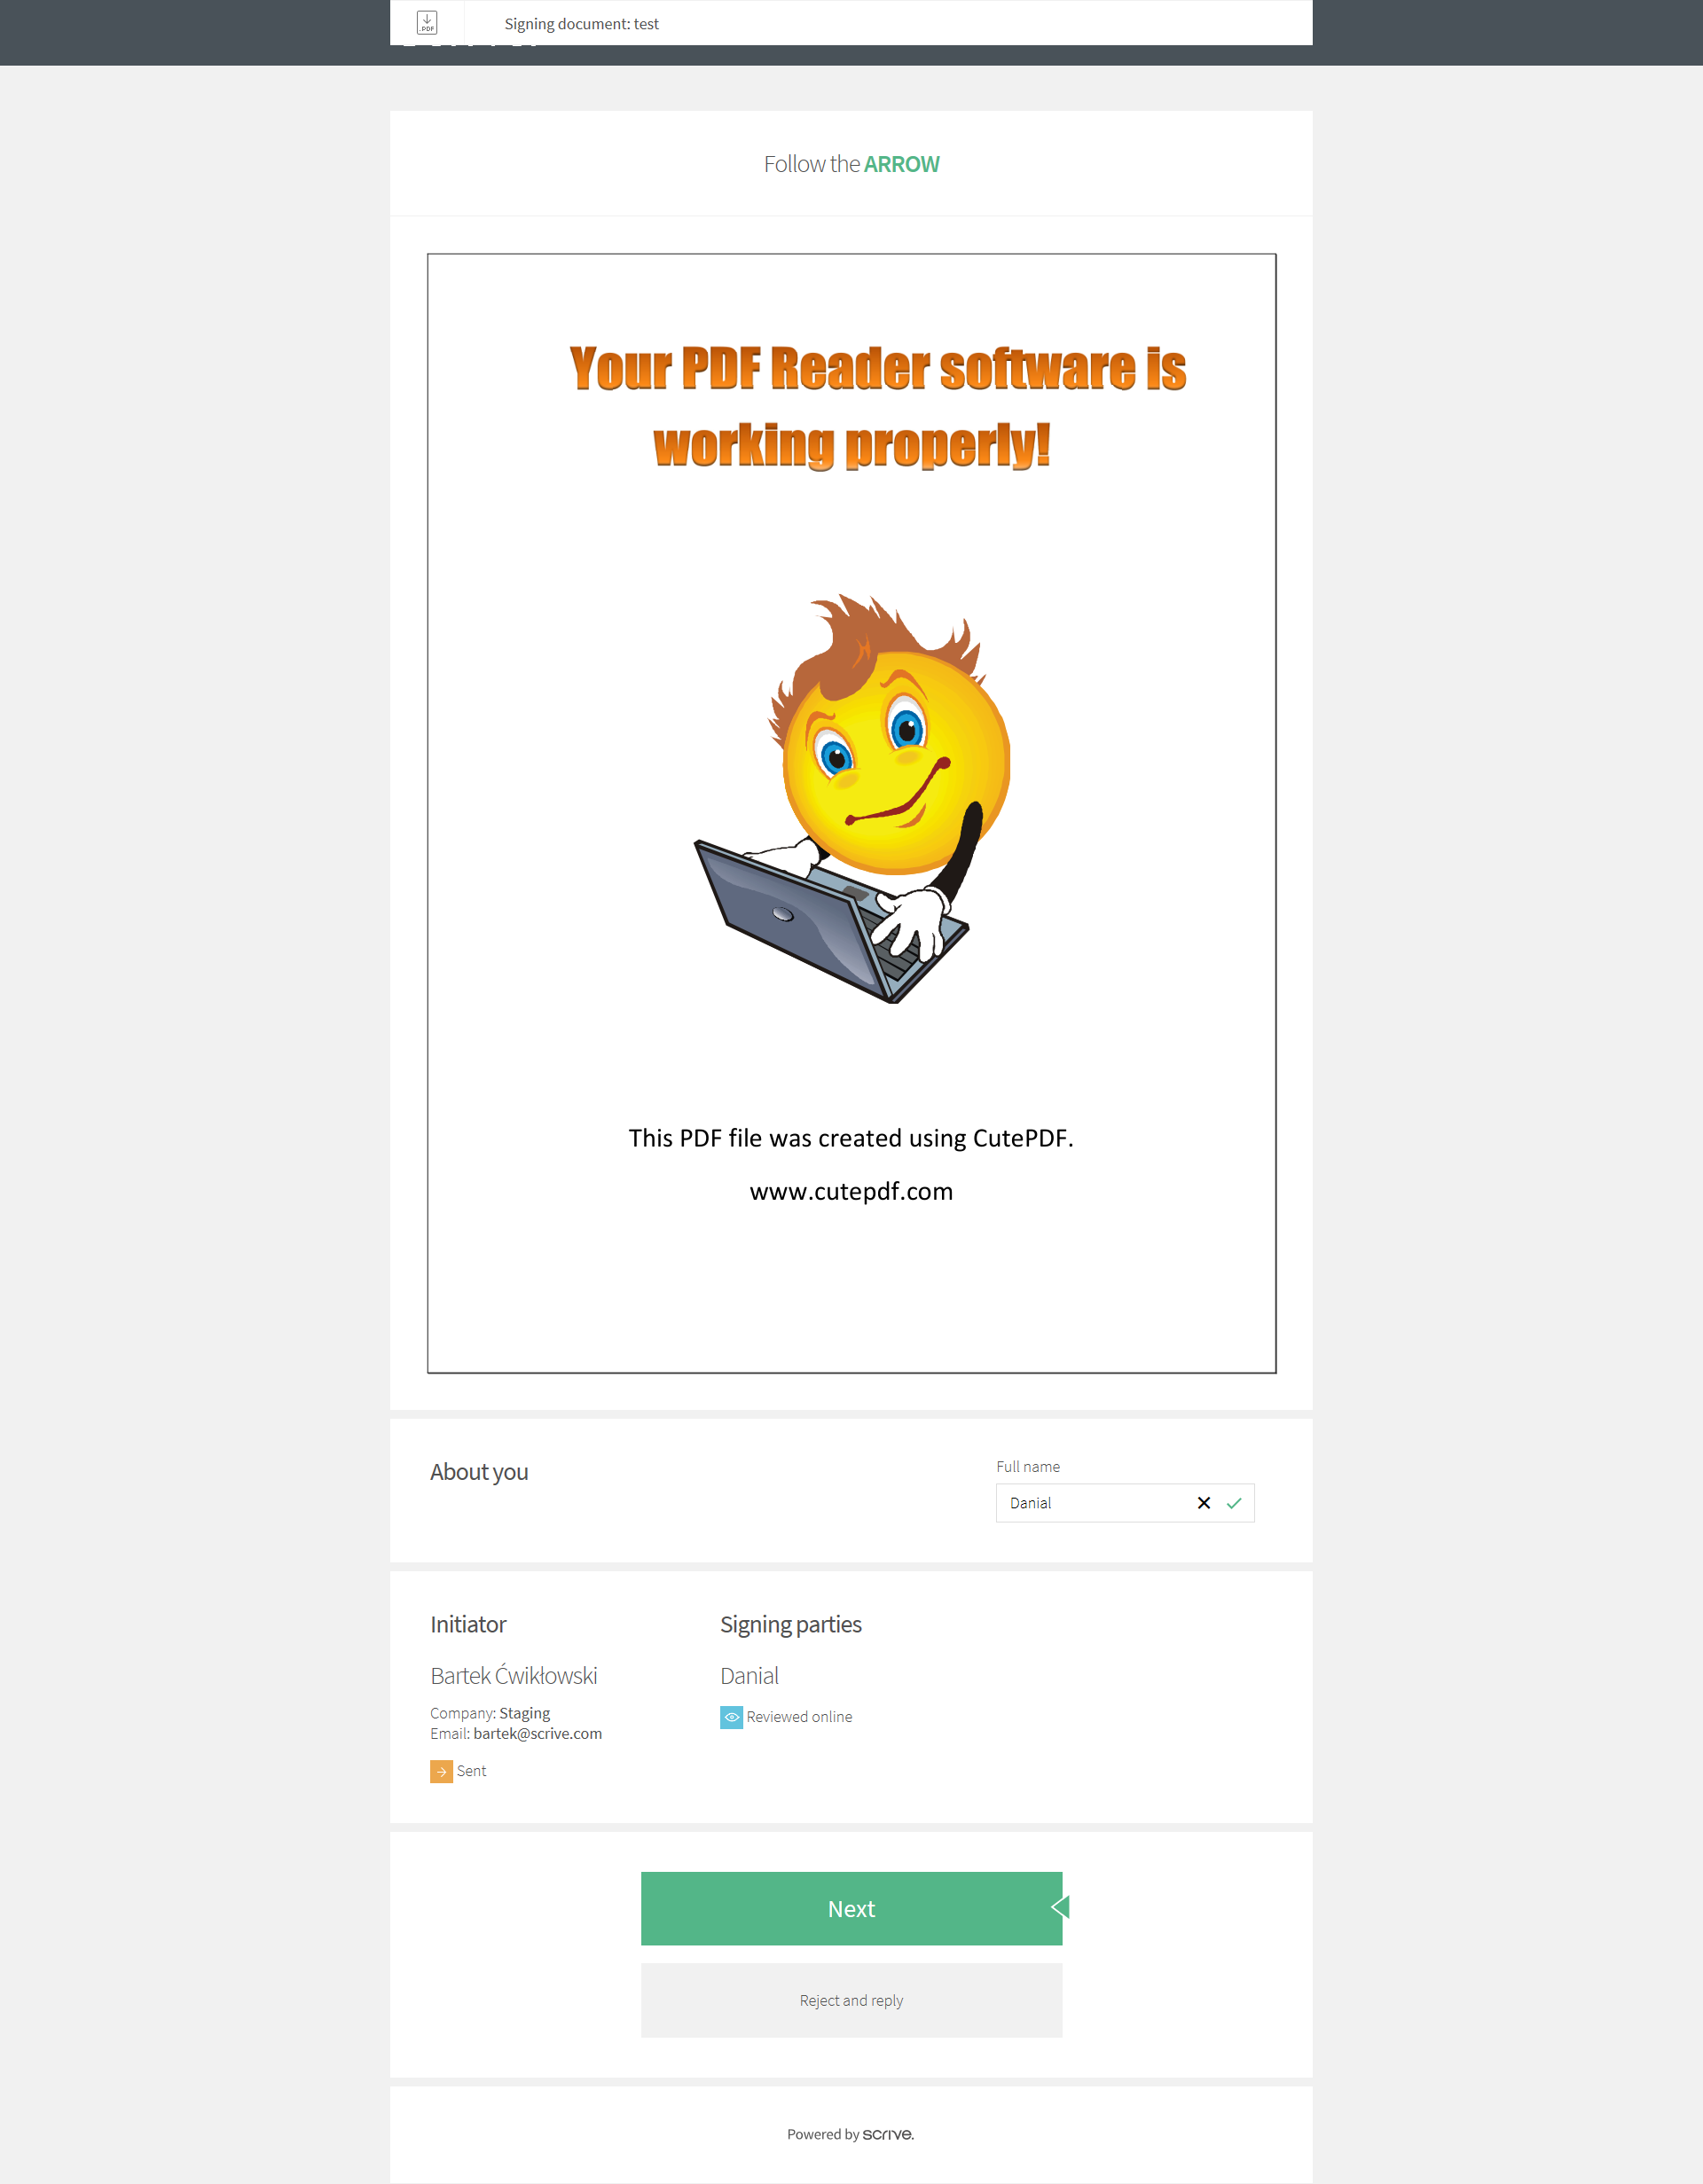 .PDF
Signing document: test
Follow the ARROW
Your PDF Reader software is
working properly!
This PDF file was created using CutePDF.
www.cutepdf.com
About you
Full name
Danial
Initiator
Bartek Ćwikłowski
Company: Staging
Email: bartek@scrive.com
Sent
Signing parties
Danial
Reviewed online
Next
Reject and reply
Powered by scrive.